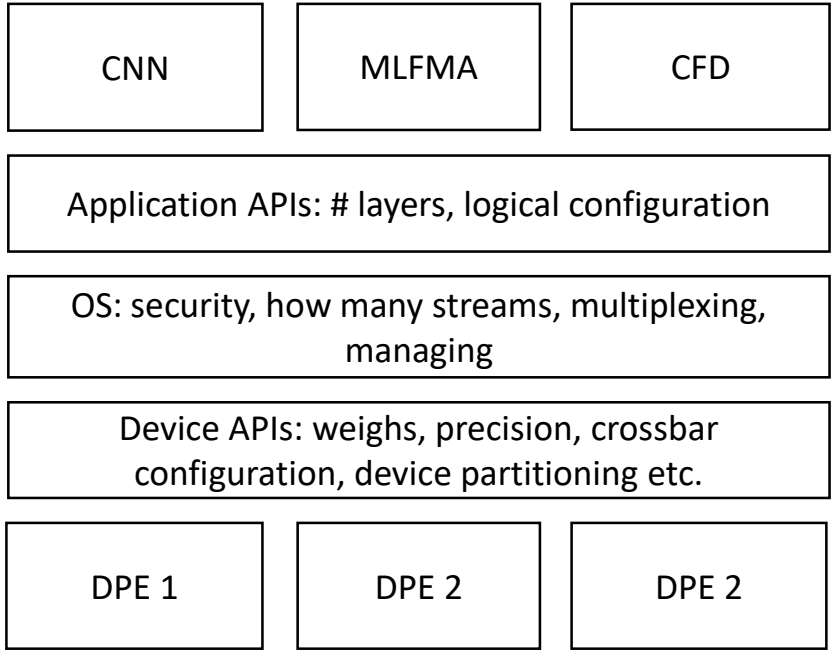 CNN
MLFMA
CFD
Application APIs: # layers, logical configuration
OS: security, how many streams, multiplexing,
managing
Device APIs: weighs, precision, crossbar
configuration, device partitioning etc.
DPE 1
DPE 2
DPE 2